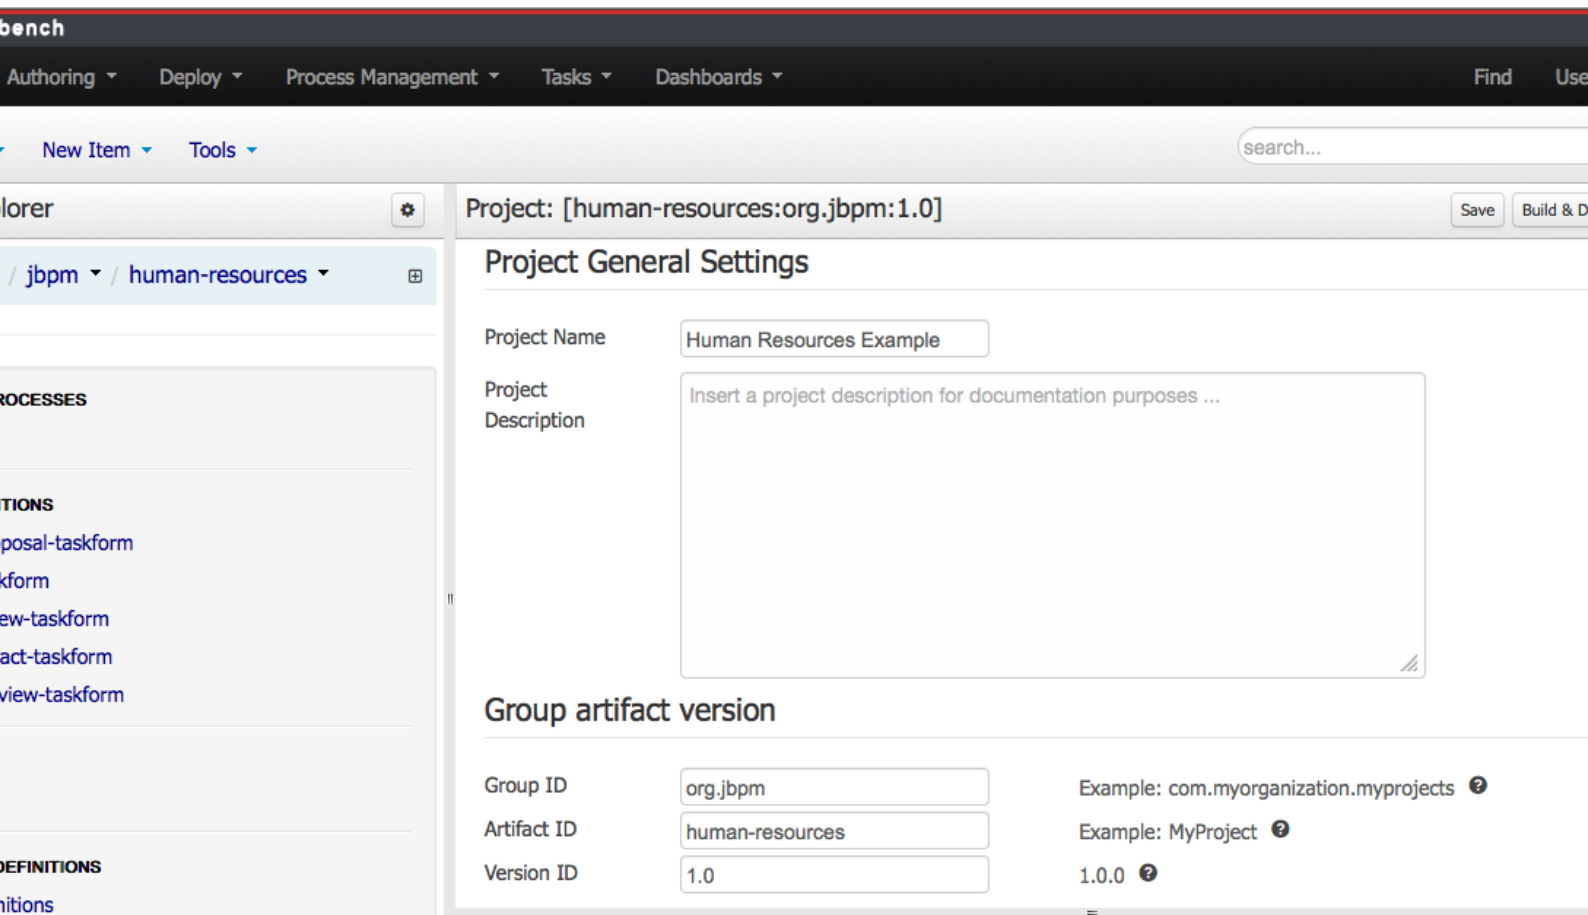 bench
Authoring Deploy Process Management Tasks Dashboards Find Use
New Item Tools search...
lorer
/ jbpm / human-resources
ROCESSES
ITIONS
posal-taskform
kform
ew-taskform
act-taskform
view-taskform
DEFINITIONS
nitions
Project: [human-resources:org.jbpm:1.0] Save Build & D
Project General Settings
Project Name Human Resources Example
Project Description Insert a project description for documentation purposes ...
Group artifact version
Group ID org.jbpm Example: com.myorganization.myprojects
Artifact ID human-resources Example: MyProject
Version ID 1.0 1.0.0